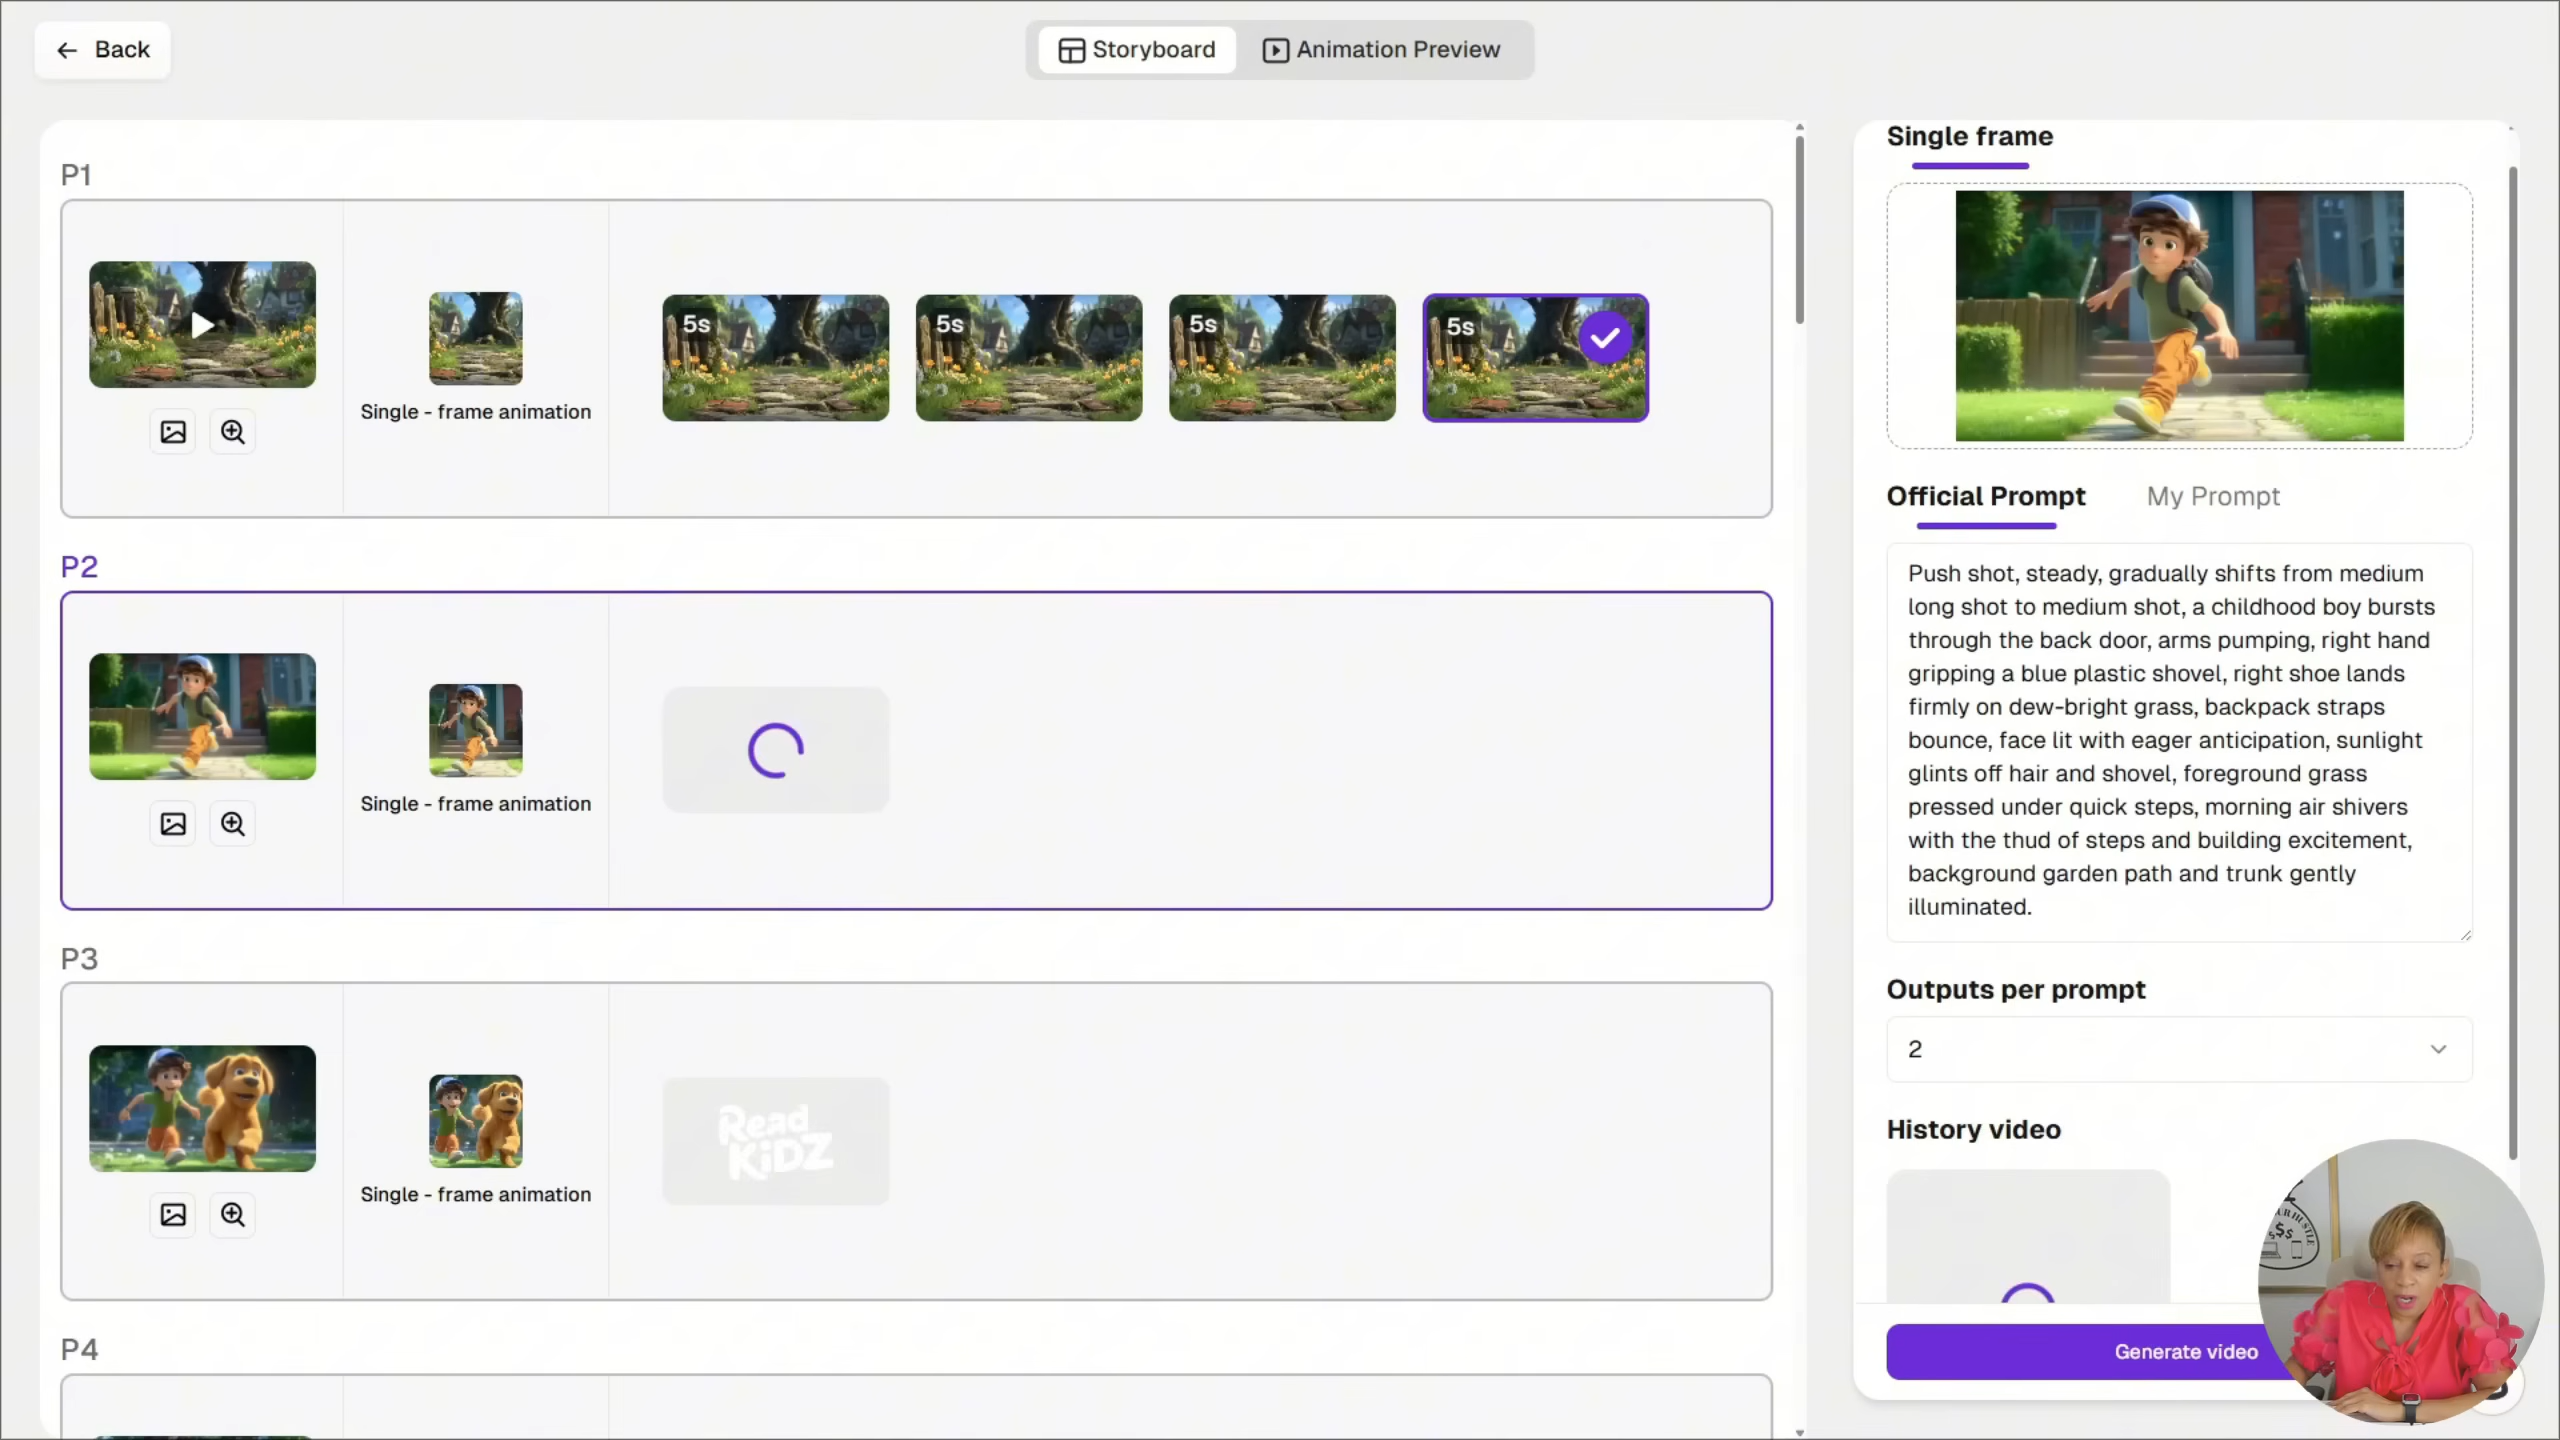 Back
Storyboard
Animation Preview
P1
5s
5s
5s
5s
Single - frame animation
P2
Single - frame animation
P3
Read
KiDZ
Single - frame animation
P4
Single frame
Official Prompt
My Prompt
Push shot, steady, gradually shifts from medium
long shot to medium shot, a childhood boy bursts
through the back door, arms pumping, right hand
gripping a blue plastic shovel, right shoe lands
firmly on dew-bright grass, backpack straps
bounce, face lit with eager anticipation, sunlight
glints off hair and shovel, foreground grass
pressed under quick steps, morning air shivers
with the thud of steps and building excitement,
background garden path and trunk gently
illuminated.
Outputs per prompt
2
History video
Generate video
$$$